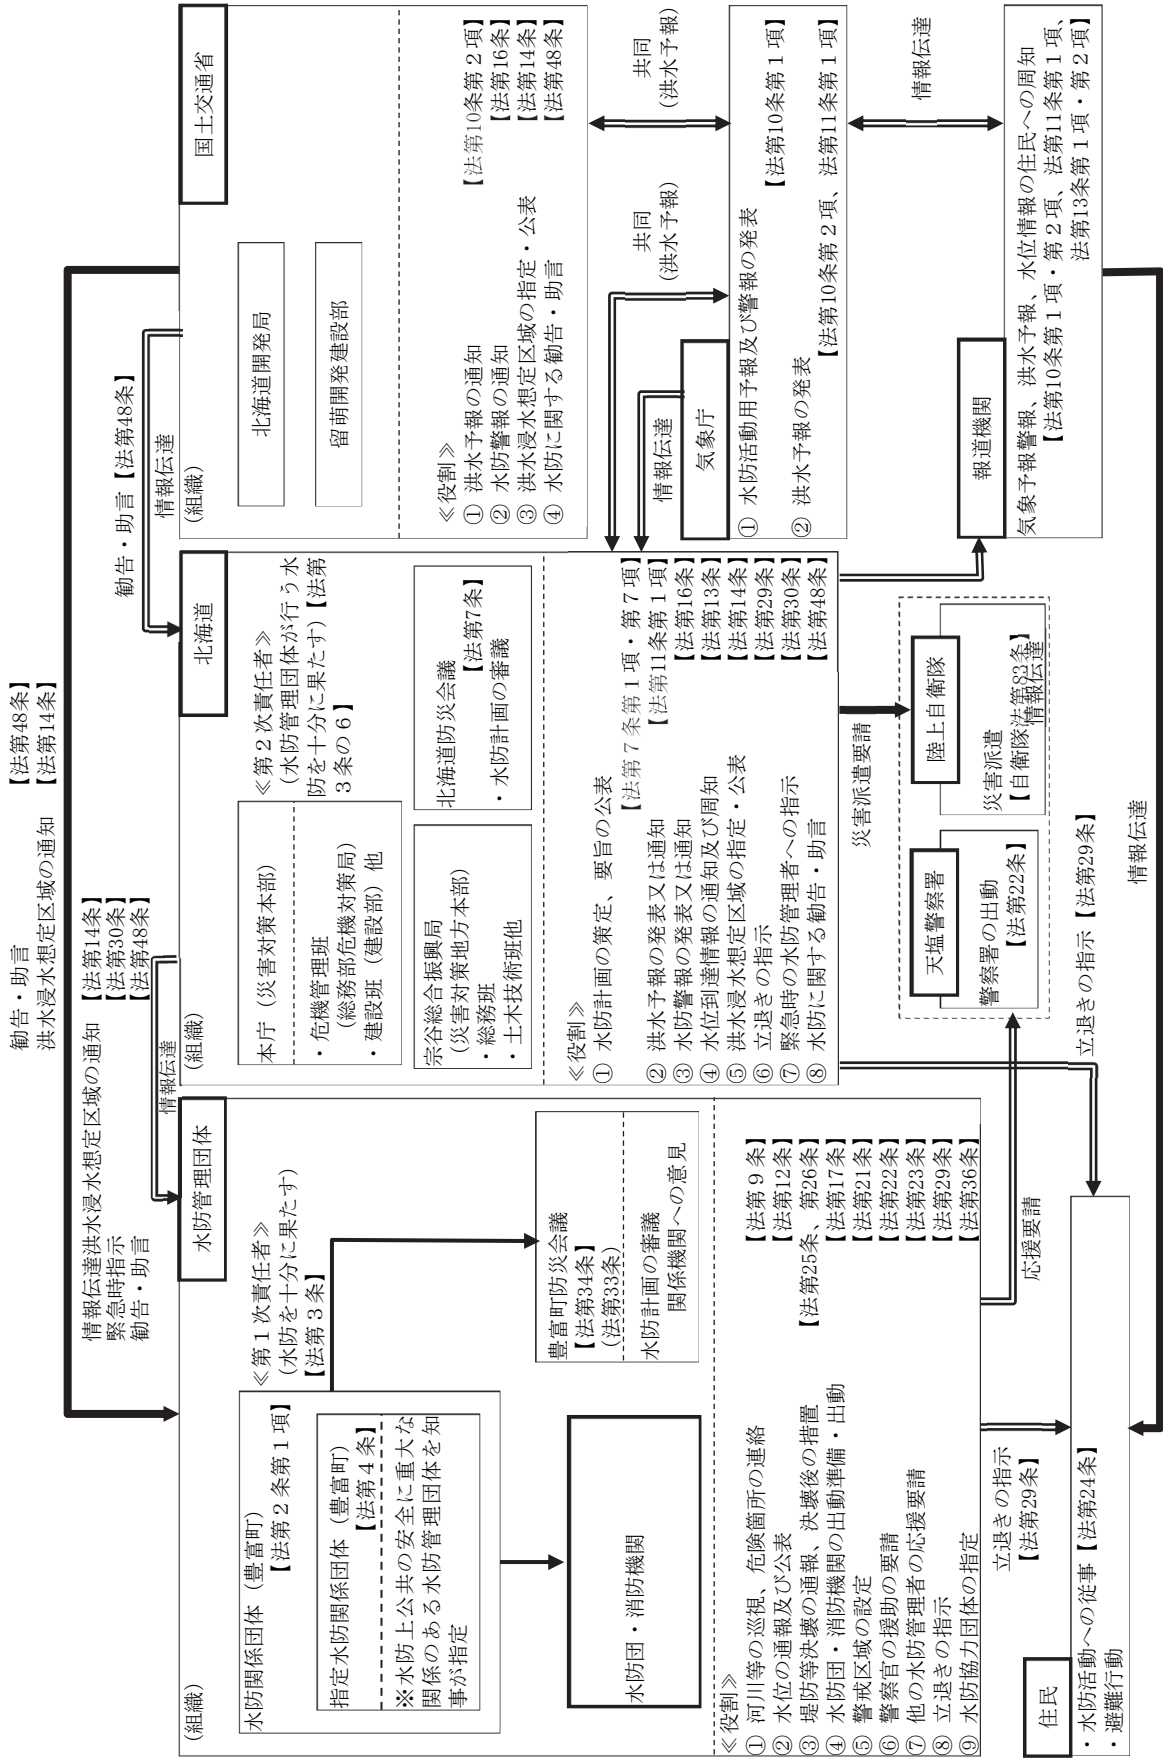 勧告・助言 【法第48条】
洪水浸水想定区域の通知 【法第14条】
情報伝達洪水浸水想定区域の通知 【法第14条】
緊急時指示 【法第30条】
勧告・助言 【法第48条】
情報伝達
勧告・助言【法第48条】
情報伝達
水防管理団体
(組織)
水防関係団体(豊富町)
【法第2条第1項】
指定水防関係団体(豊富町)
【法第4条】
※水防上公共の安全に重大な
関係のある水防管理団体を知
事が指定
≪第1次責任者≫
(水防を十分に果たす)
【法第3条】
水防団・消防機関
豊富町防災会議
【法第34条】
(法第33条)
水防計画の審議
関係機関への意見
≪役割≫
① 河川等の巡視、危険箇所の連絡 【法第9条】
② 水位の通報及び公表 【法第12条】
③ 堤防等決壊の通報、決壊後の措置 【法第25条、第26条】
④ 水防団・消防機関の出動準備・出動 【法第17条】
⑤ 警戒区域の設定 【法第21条】
⑥ 警察官の援助の要請 【法第22条】
⑦ 他の水防管理者の応援要請 【法第23条】
⑧ 立退きの指示 【法第29条】
⑨ 水防協力団体の指定 【法第36条】
北海道
(組織)
本庁(災害対策本部)
・危機管理班
(総務部危機対策局)
・建設班(建設部)他
≪第2次責任者≫
(水防管理団体が行う水
防を十分に果たす)【法第
3条の6】
宗谷総合振興局
(災害対策地方本部)
・総務班
・土木技術班他
北海道防災会議
【法第7条】
・水防計画の審議
≪役割≫
① 水防計画の策定、要旨の公表
【法第7条第1項・第7項】
② 洪水予報の発表又は通知 【法第11条第1項】
③ 水防警報の発表又は通知 【法第16条】
④ 水位到達情報の通知及び周知 【法第13条】
⑤ 洪水浸水想定区域の指定・公表 【法第14条】
⑥ 立退きの指示 【法第29条】
⑦ 緊急時の水防管理者への指示 【法第30条】
⑧ 水防に関する勧告・助言 【法第48条】
国土交通省
(組織)
北海道開発局
留萌開発建設部
≪役割≫
① 洪水予報の通知 【法第10条第2項】
② 水防警報の通知 【法第16条】
③ 洪水浸水想定区域の指定・公表 【法第14条】
④ 水防に関する勧告・助言 【法第48条】
共同
(洪水予報)
共同
(洪水予報)
情報伝達
気象庁
① 水防活動用予報及び警報の発表
【法第10条第1項】
② 洪水予報の発表
【法第10条第2項、法第11条第1項】
情報伝達
報道機関
気象予報警報、洪水予報、水位情報の住民への周知
【法第10条第1項・第2項、法第11条第1項、
法第13条第1項・第2項】
災害派遣要請
天塩警察署
警察署の出動
【法第22条】
陸上自衛隊
災害派遣
【自衛隊法第83条】
情報伝達
応援要請
立退きの指示【法第29条】
情報伝達
立退きの指示
【法第29条】
住民
・水防活動への従事【法第24条】
・避難行動